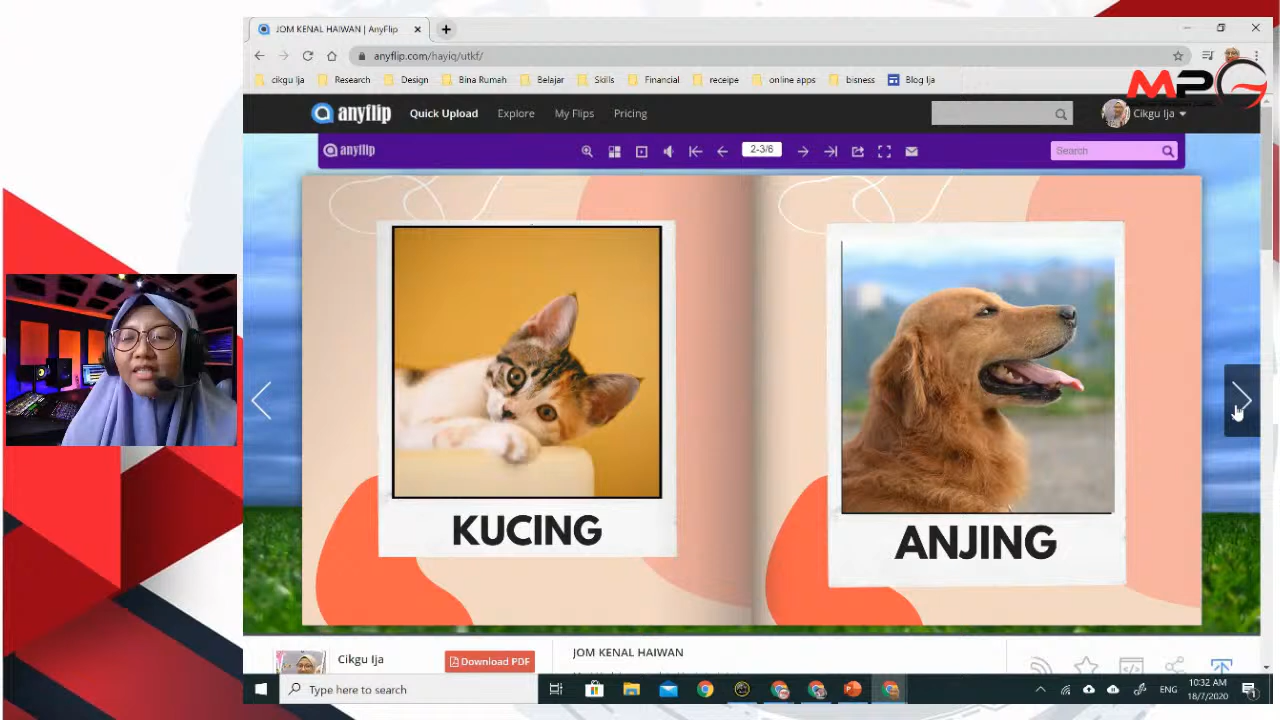 JOM KENAL HAIWAN | AnyFlip
anyflip.com/hayiq/utkf/
cikgu Ija Research Design Bina Rumah Belajar Skills Financial receipe online apps bisness Blog Ija
MPG
anyflip Quick Upload Explore My Flips Pricing Cikgu Ija
anyflip 2-3/6 Search
KUCING
ANJING
Cikgu Ija Download PDF JOM KENAL HAIWAN
Type here to search ENG 10:32 AM
18/7/2020